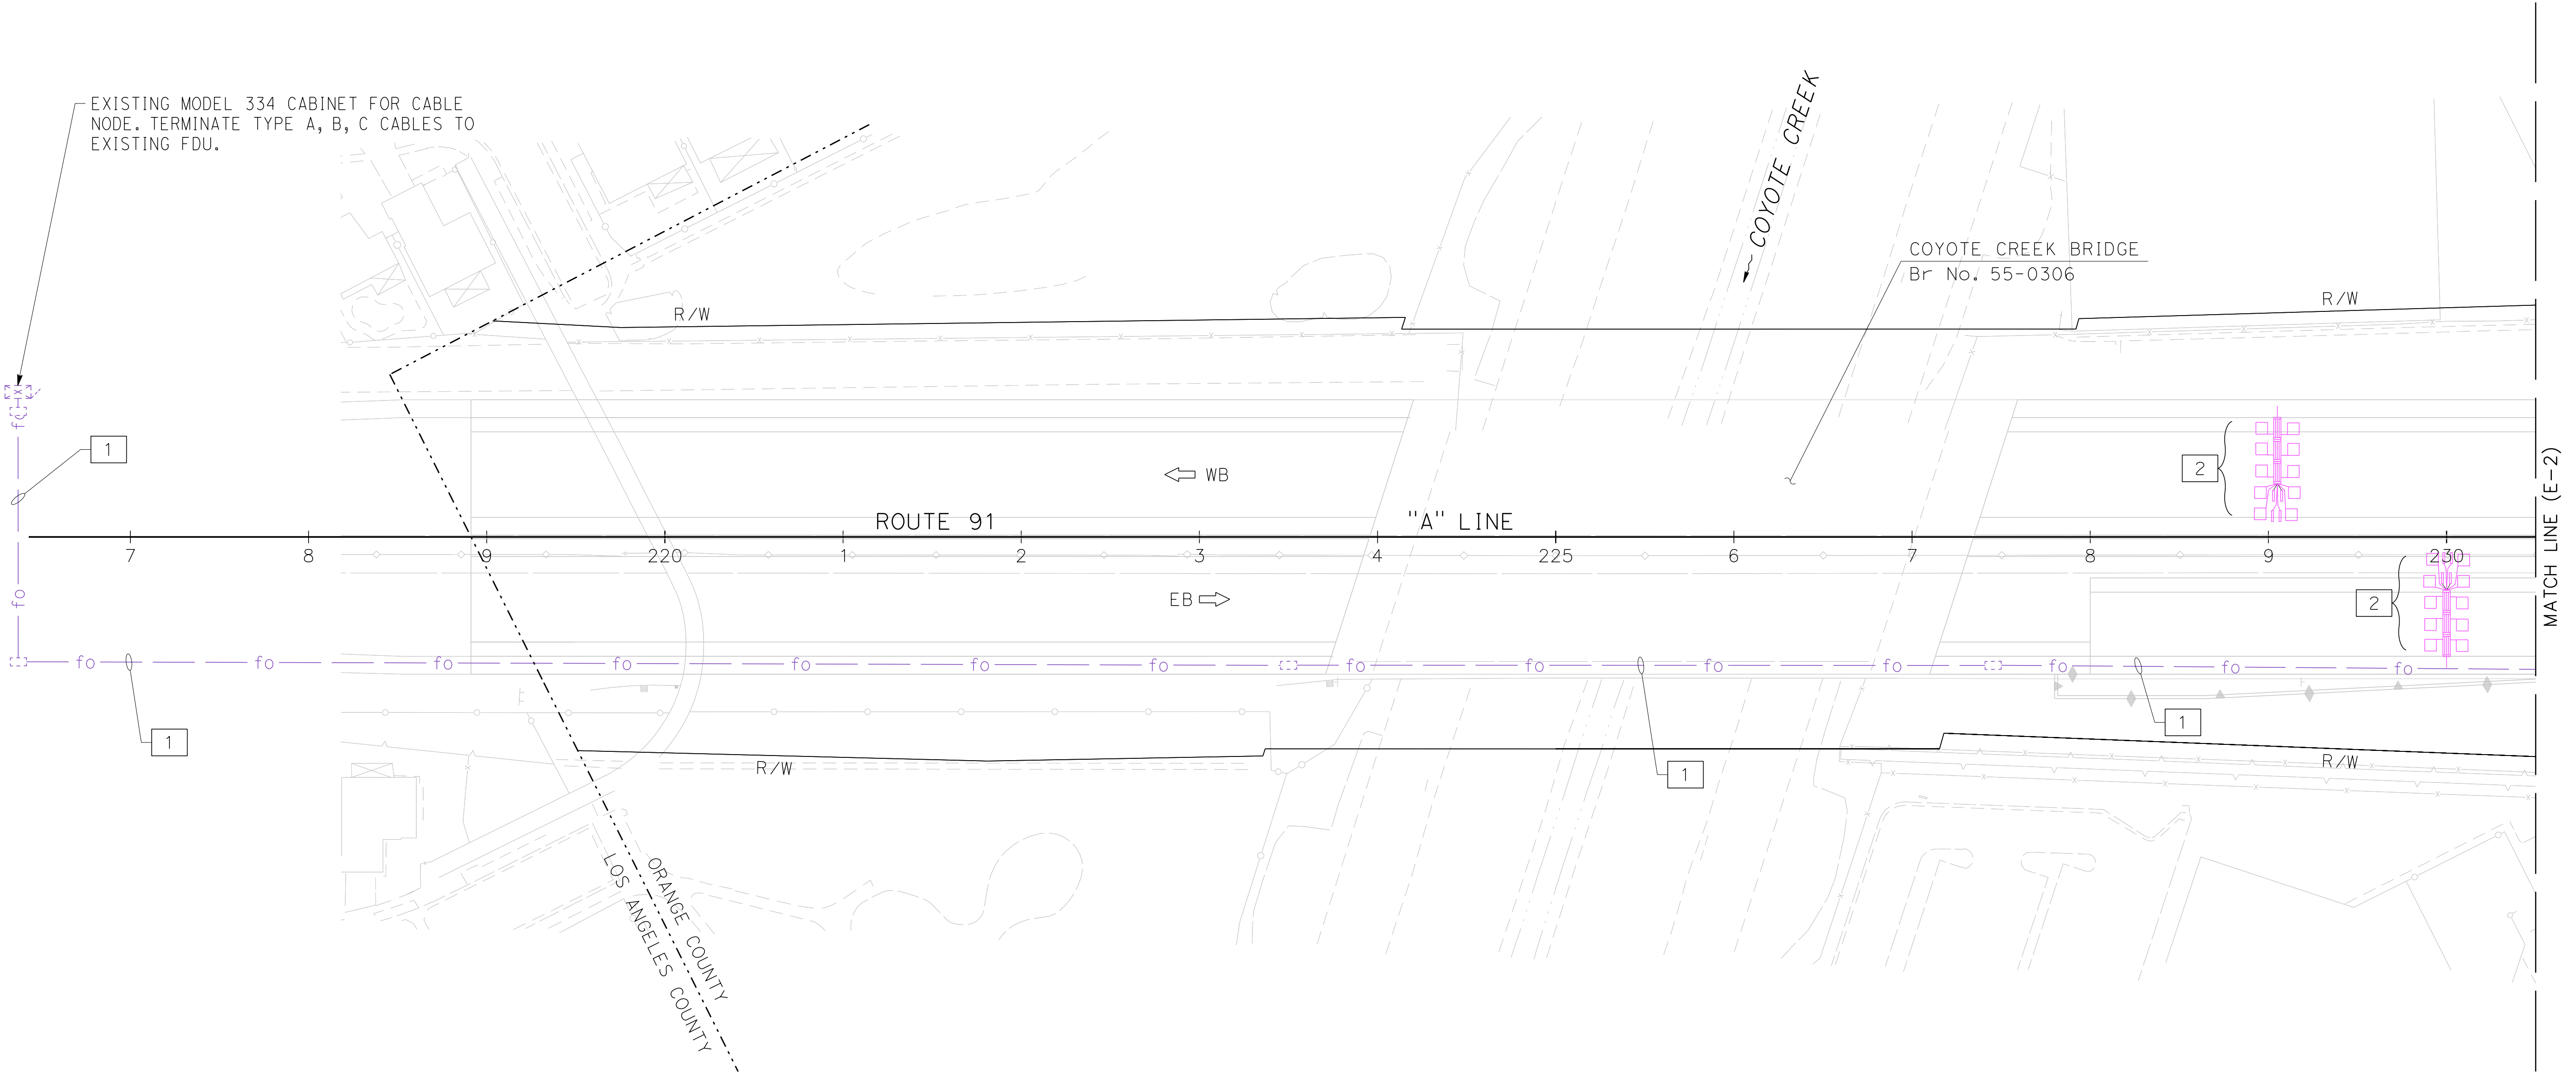 EXISTING MODEL 334 CABINET FOR CABLE
NODE. TERMINATE TYPE A, B, C CABLES TO
EXISTING FDU.
COYOTE CREEK
COYOTE CREEK BRIDGE
Br No. 55-0306
R/W
R/W
fo
1
2
WB
MATCH LINE (E-2)
ROUTE 91
"A" LINE
7
8
9
220
1
2
3
4
225
6
7
8
9
230
fo
EB
2
fo
fo
fo
fo
fo
fo
fo
fo
fo
fo
fo
fo
fo
fo
1
1
1
R/W
R/W
ORANGE COUNTY
LOS ANGELES COUNTY